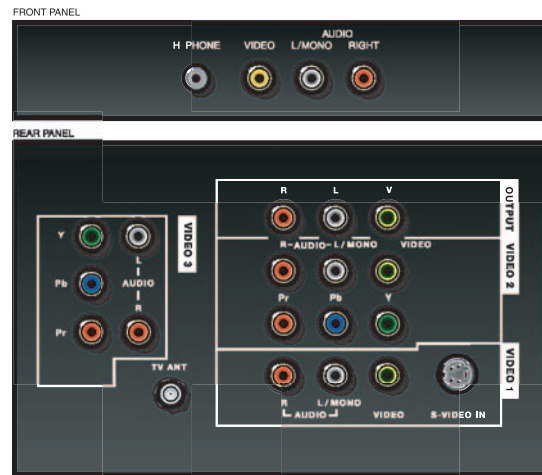 FRONT PANEL
AUDIO
H PHONE VIDEO L/MONO RIGHT
REAR PANEL
R L V
OUTPUT
R-AUDIO-L/MONO VIDEO
VIDEO 2
Pr Pb Y
VIDEO 1
R L/MONO
AUDIO VIDEO S-VIDEO IN
VIDEO 3
Y
L
Pb AUDIO
R
Pr
TV ANT